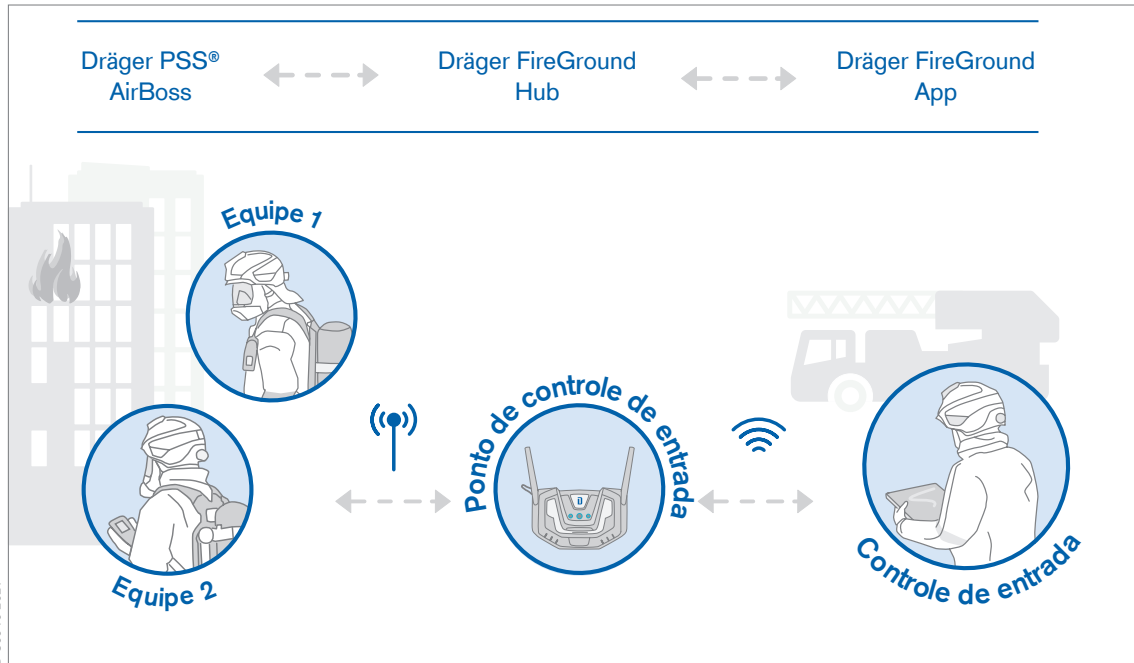 Dräger PSS®
AirBoss
Dräger FireGround
Hub
Dräger FireGround
App
Equipe 1
Equipe 2
Ponto de controle de entrada
Controle de entrada